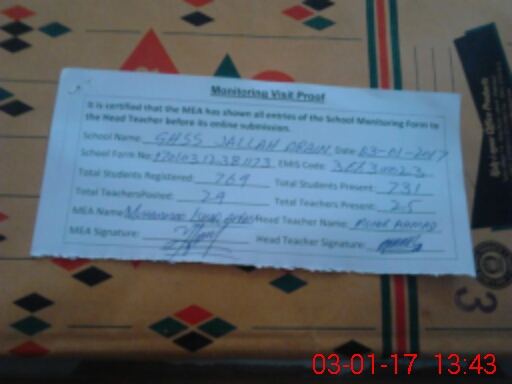 Monitoring Visit Proof
It is certified that the MEA has shown all entries of the School Monitoring Form to
the Head Teacher before its online submission.
School Name: GHSS JALLAH ARAIN Date 03-01-2017
School Form No: EMIS Code:
Total Students Registered: 769 Total Students Present: 731
Total Teachers Posted: 29 Total Teachers Present: 25
MEA Name: Head Teacher Name: AHMAD
MEA Signature: Head Teacher Signature:
3
03-01-17 13:43